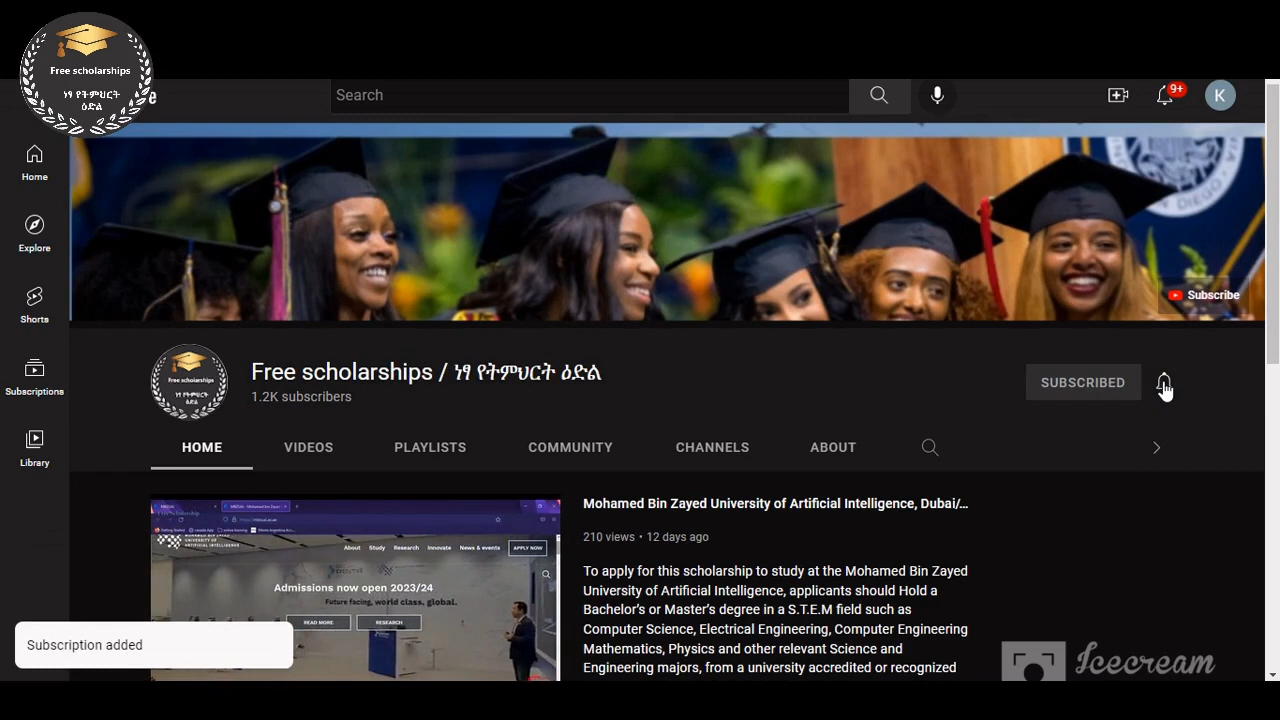 Free scholarships
ነፃ የትምህርት
ዕድል
e
Search
9+
K
Home
Explore
Shorts
Subscriptions
Library
DIEGO
Subscribe
Free scholarships
ነፃ የትምህርት
ዕድል
Free scholarships / ነፃ የትምህርት ዕድል
1.2K subscribers
SUBSCRIBED
HOME VIDEOS PLAYLISTS COMMUNITY CHANNELS ABOUT
Mohamed Bin Zayed University of Artificial Intelligence, Dubai/...
210 views • 12 days ago
To apply for this scholarship to study at the Mohamed Bin Zayed
University of Artificial Intelligence, applicants should Hold a
Bachelor's or Master's degree in a S.T.E.M field such as
Computer Science, Electrical Engineering, Computer Engineering
Mathematics, Physics and other relevant Science and
Engineering majors, from a university accredited or recognized
About Study Research Innovate News & events APPLY NOW
Admissions now open 2023/24
Future facing, world class, global.
READ MORE RESEARCH
Subscription added
Icecream